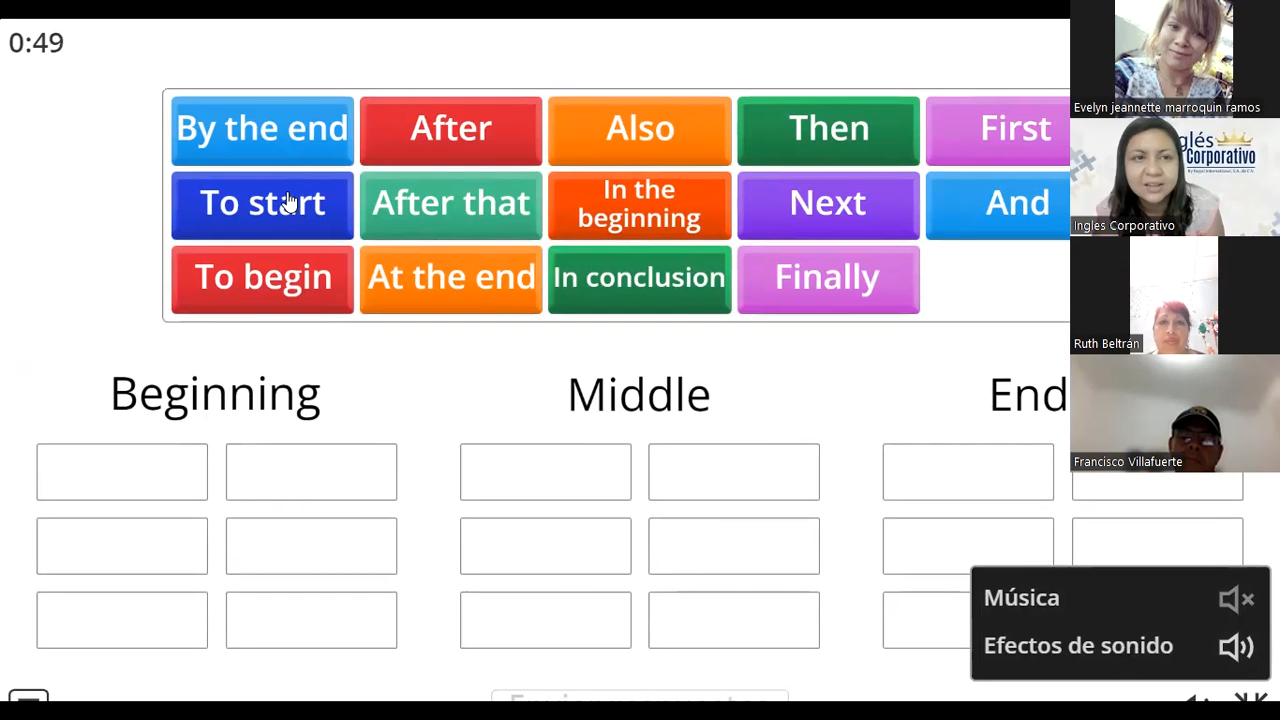 0:49
By the end
After
Also
Then
First
To start
After that
In the
beginning
Next
And
To begin
At the end
In conclusion
Finally
Beginning
Middle
End
Música
Efectos de sonido
Evelyn jeannette marroquin ramos
glés
Corporativo
Ingles Corporativo
Ruth Beltrán
Francisco Villafuerte